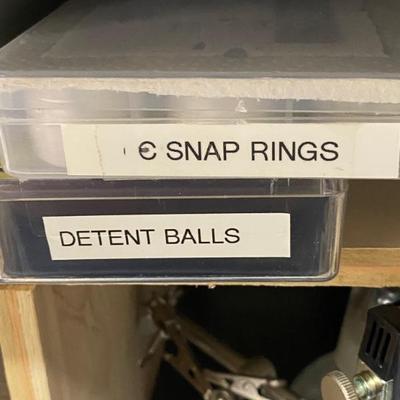 Є SNAP RINGS
DETENT BALLS